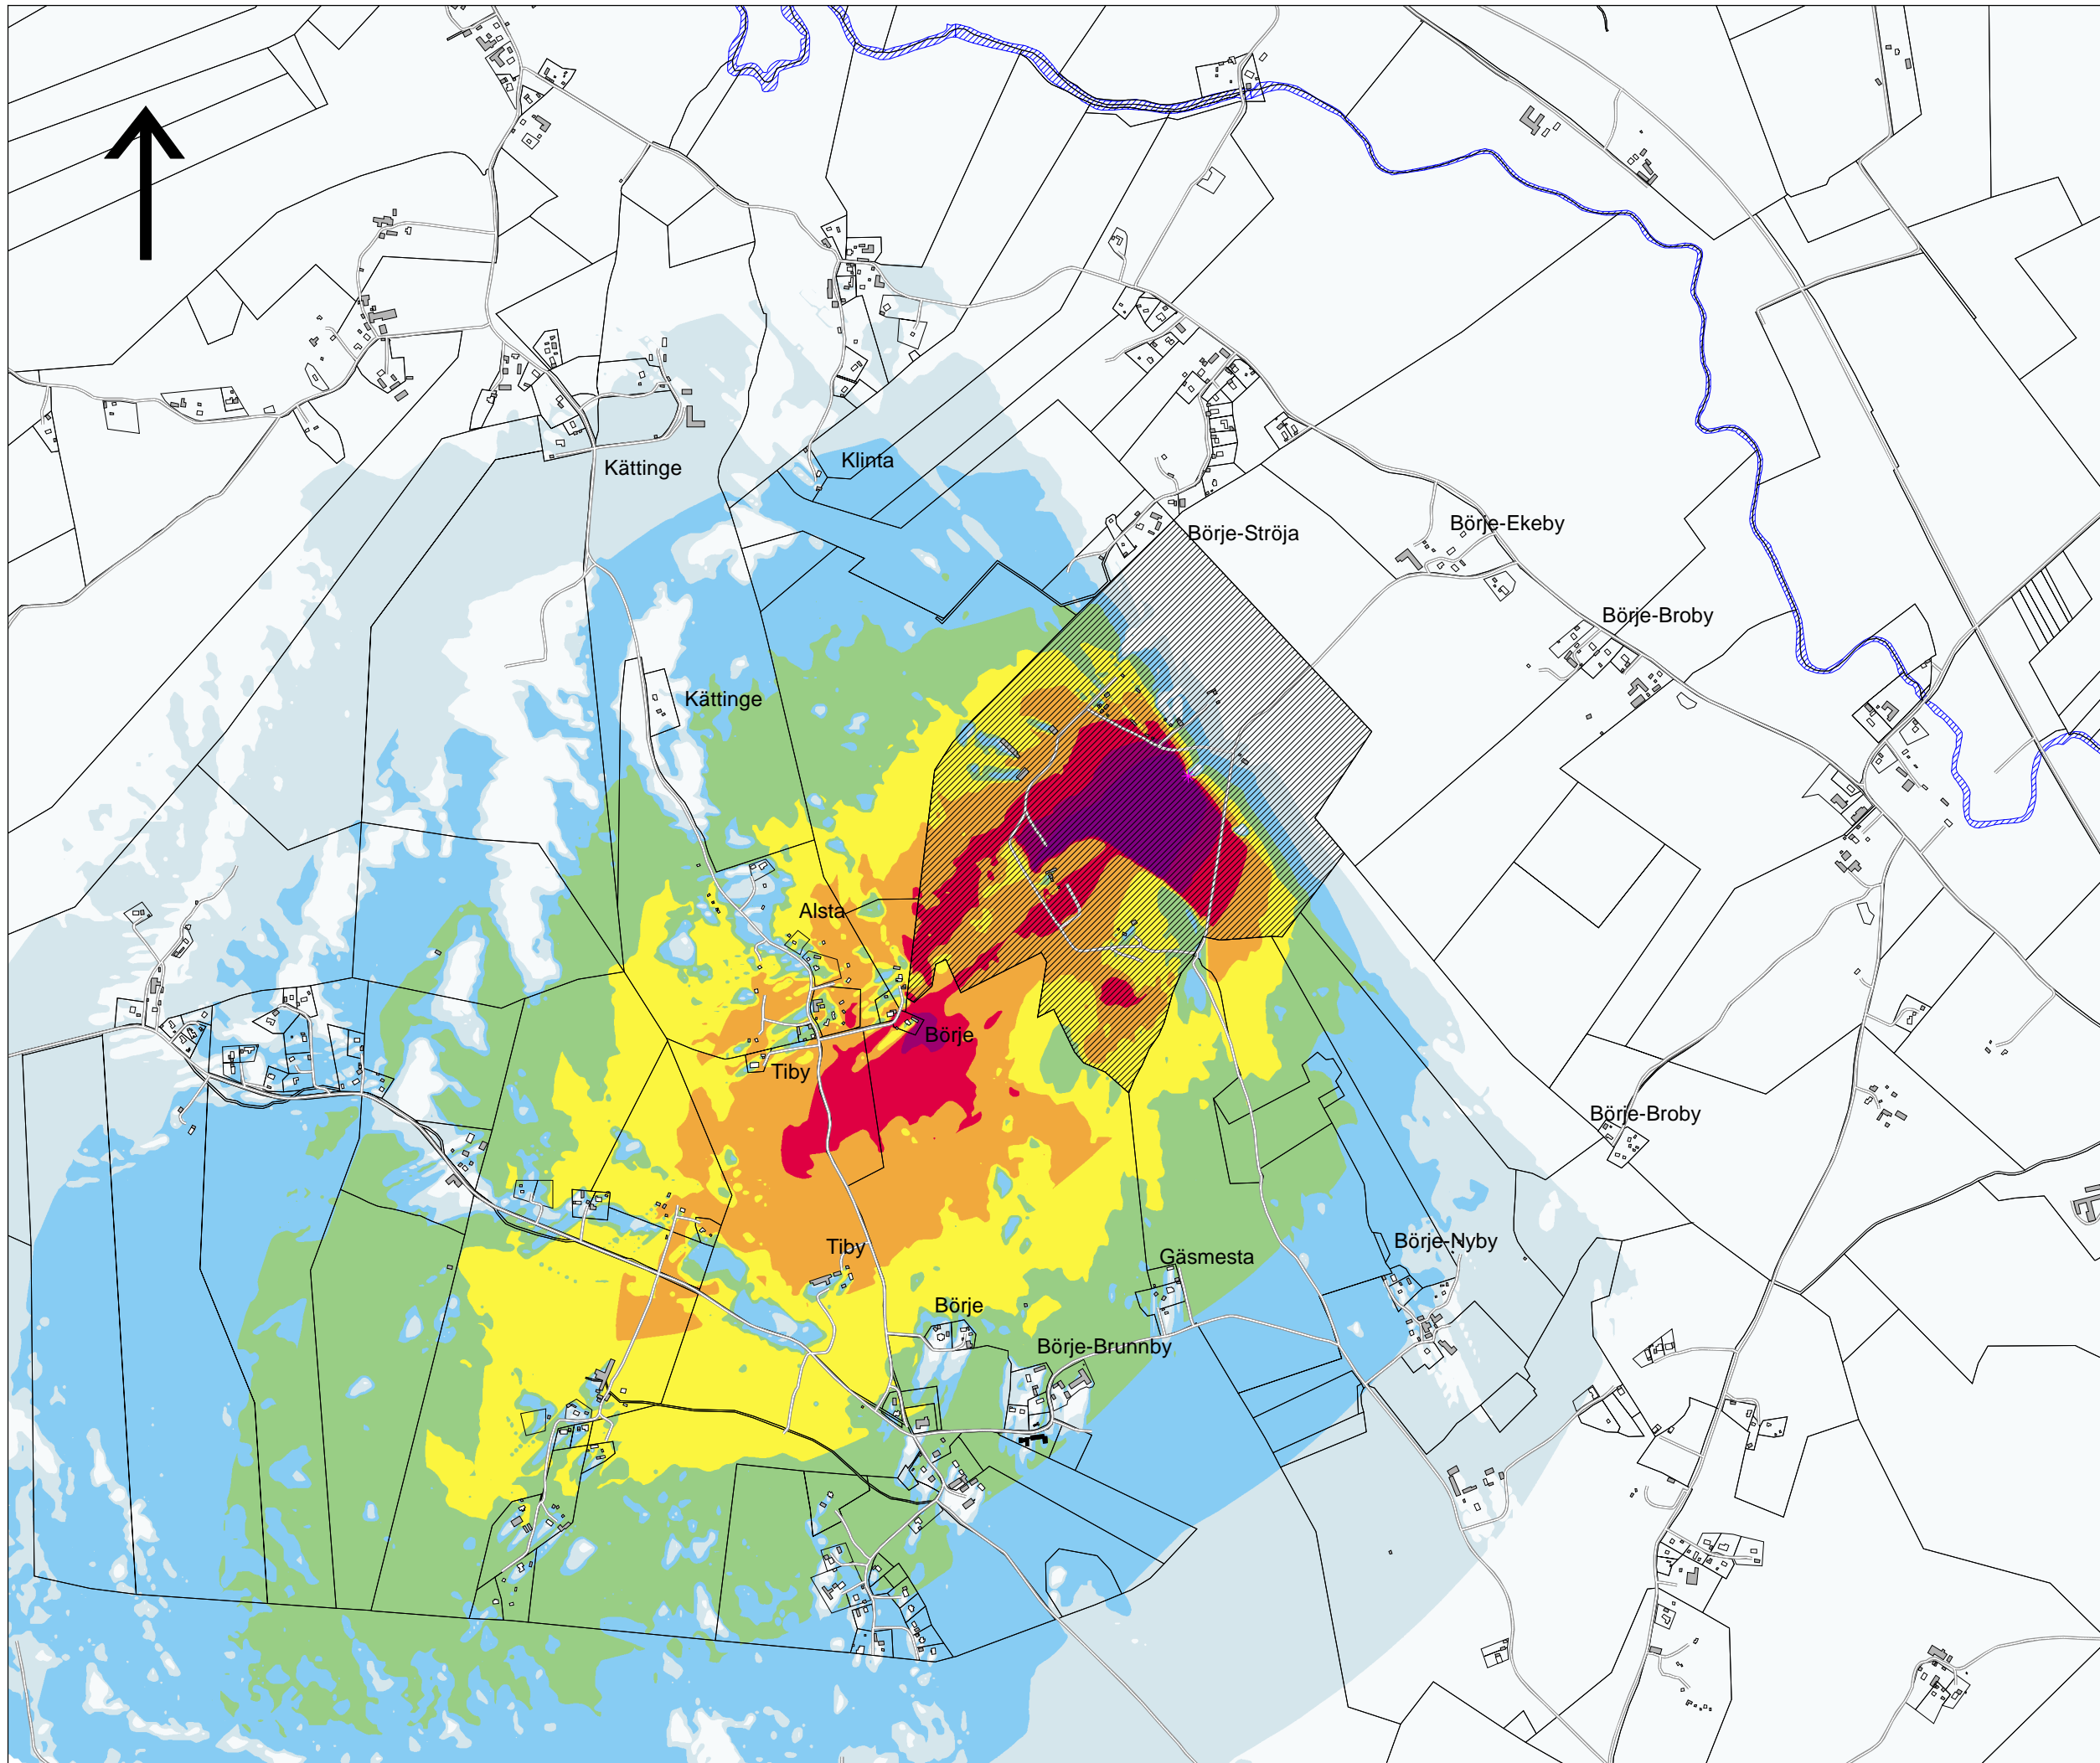 Klinta
Kättinge
Börje-Ekeby
Börje-Ströja
Börje-Broby
Kättinge
Alsta
Börje
Tiby
Börje-Broby
Börje-Nyby
Tiby
Gäsmesta
Börje
Börje-Brunnby